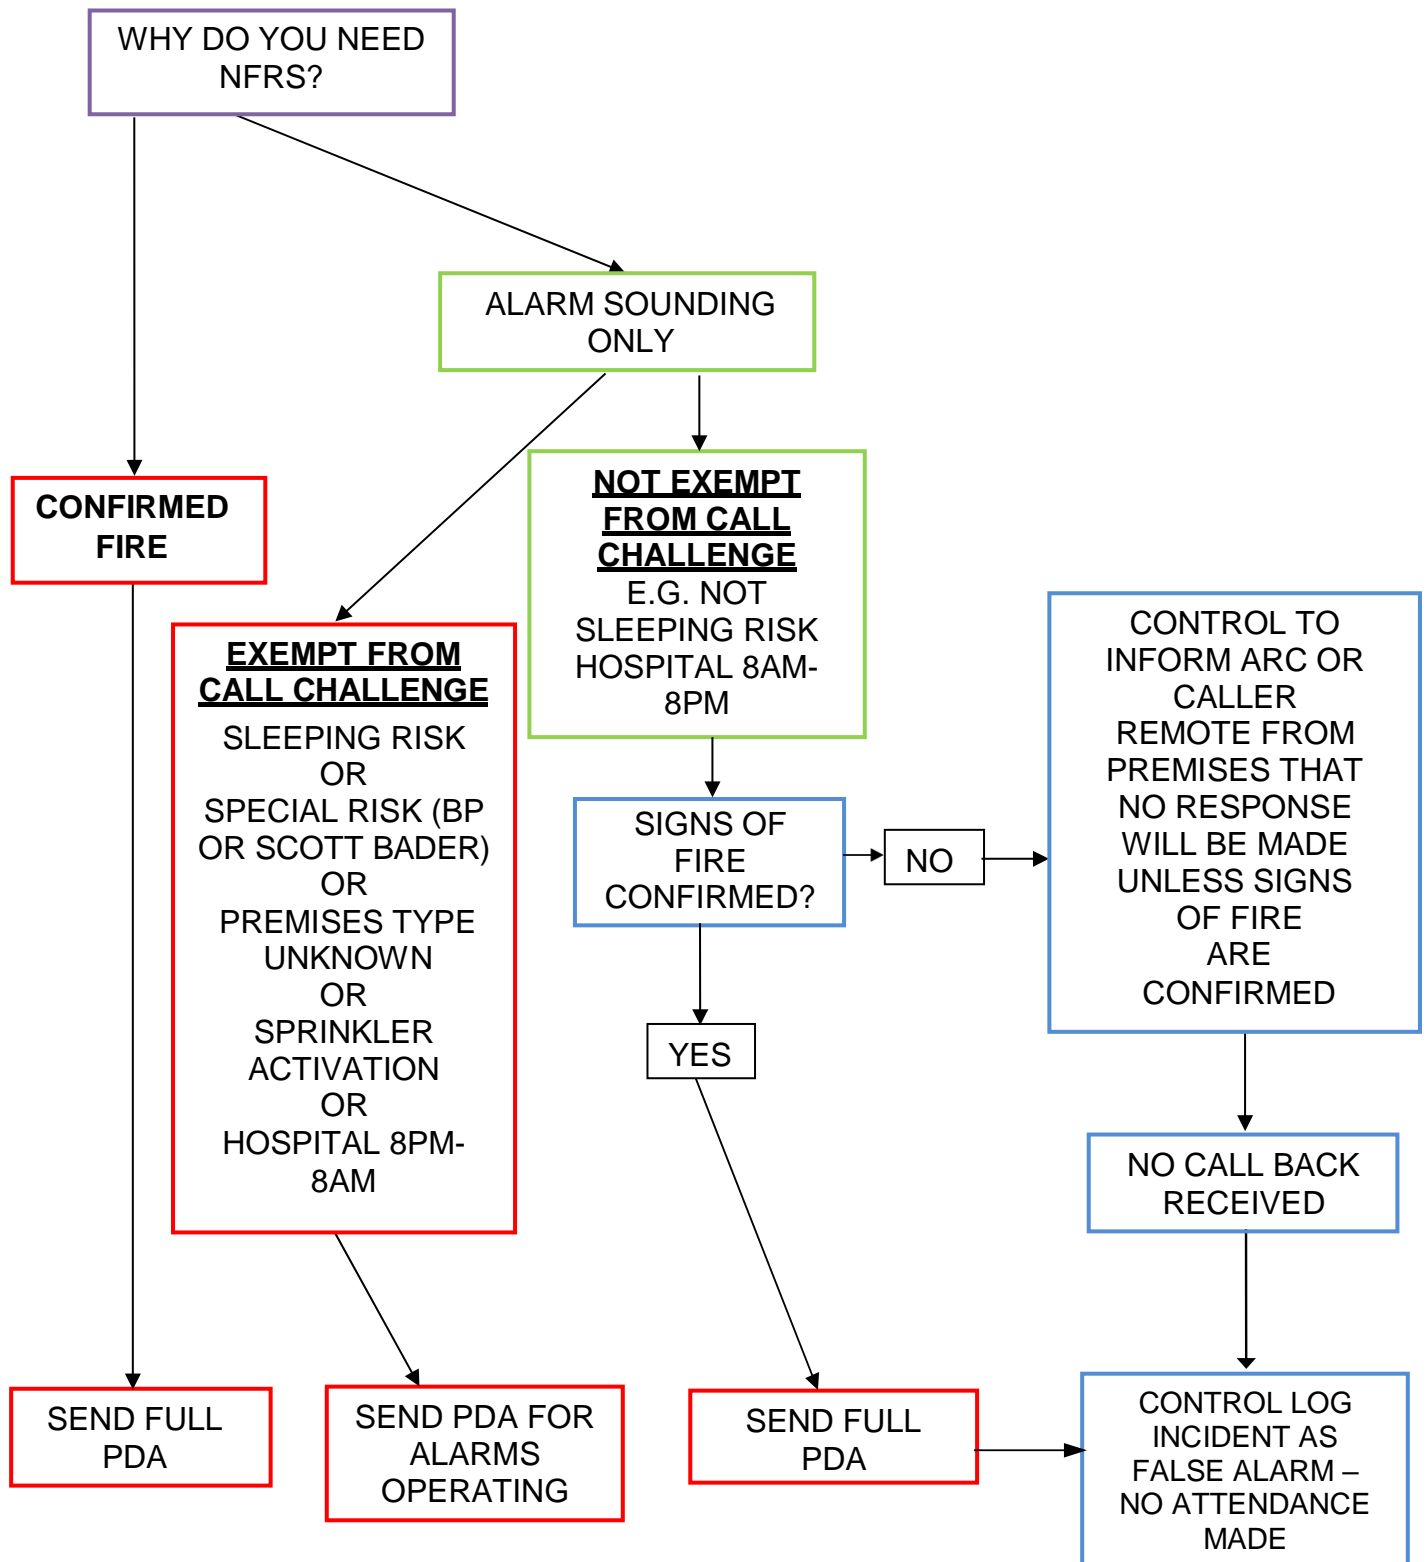 WHY DO YOU NEED
NFRS?
ALARM SOUNDING
ONLY
CONFIRMED
FIRE
EXEMPT FROM
CALL CHALLENGE
SLEEPING RISK
OR
SPECIAL RISK (BP
OR SCOTT BADER)
OR
PREMISES TYPE
UNKNOWN
OR
SPRINKLER
ACTIVATION
OR
HOSPITAL 8PM-
8AM
NOT EXEMPT
FROM CALL
CHALLENGE
E.G. NOT
SLEEPING RISK
HOSPITAL 8AM-
8PM
SIGNS OF
FIRE
CONFIRMED?
NO
YES
CONTROL TO
INFORM ARC OR
CALLER
REMOTE FROM
PREMISES THAT
NO RESPONSE
WILL BE MADE
UNLESS SIGNS
OF FIRE
ARE
CONFIRMED
NO CALL BACK
RECEIVED
SEND FULL
PDA
SEND PDA FOR
ALARMS
OPERATING
SEND FULL
PDA
CONTROL LOG
INCIDENT AS
FALSE ALARM –
NO ATTENDANCE
MADE